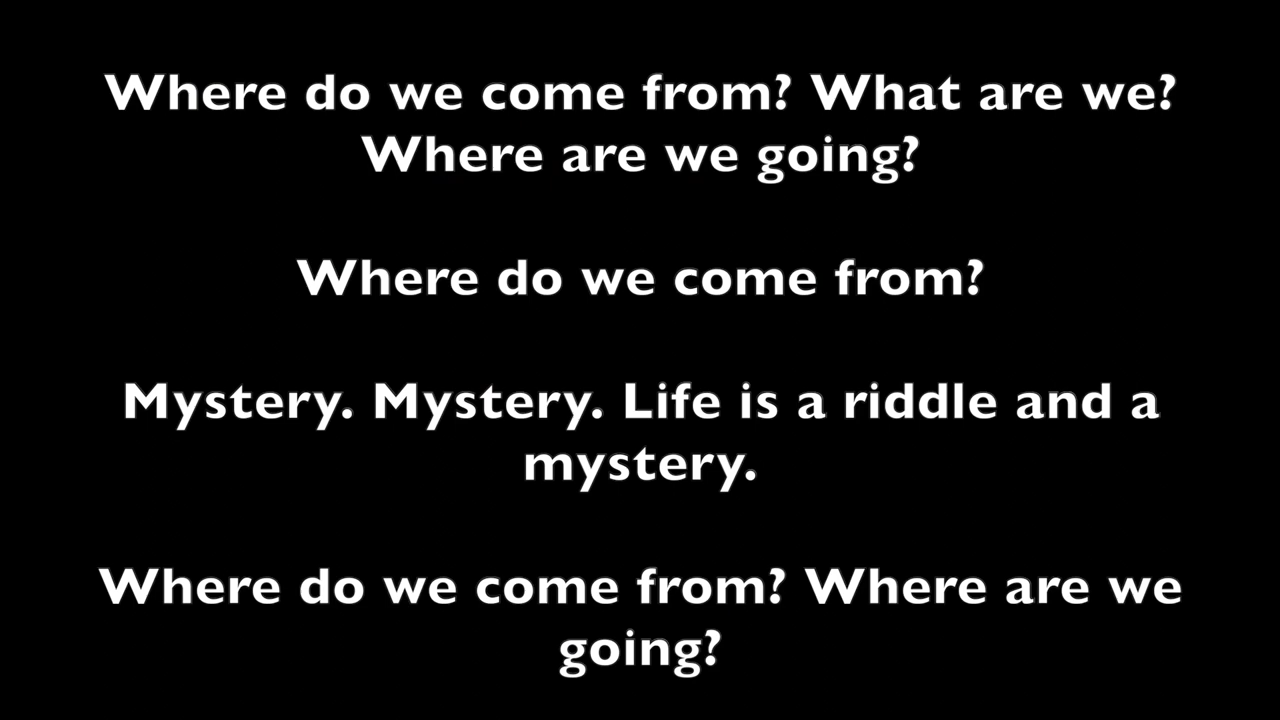 Where do we come from? What are we?
Where are we going?
Where do we come from?
Mystery. Mystery. Life is a riddle and a
mystery.
Where do we come from? Where are we
going?